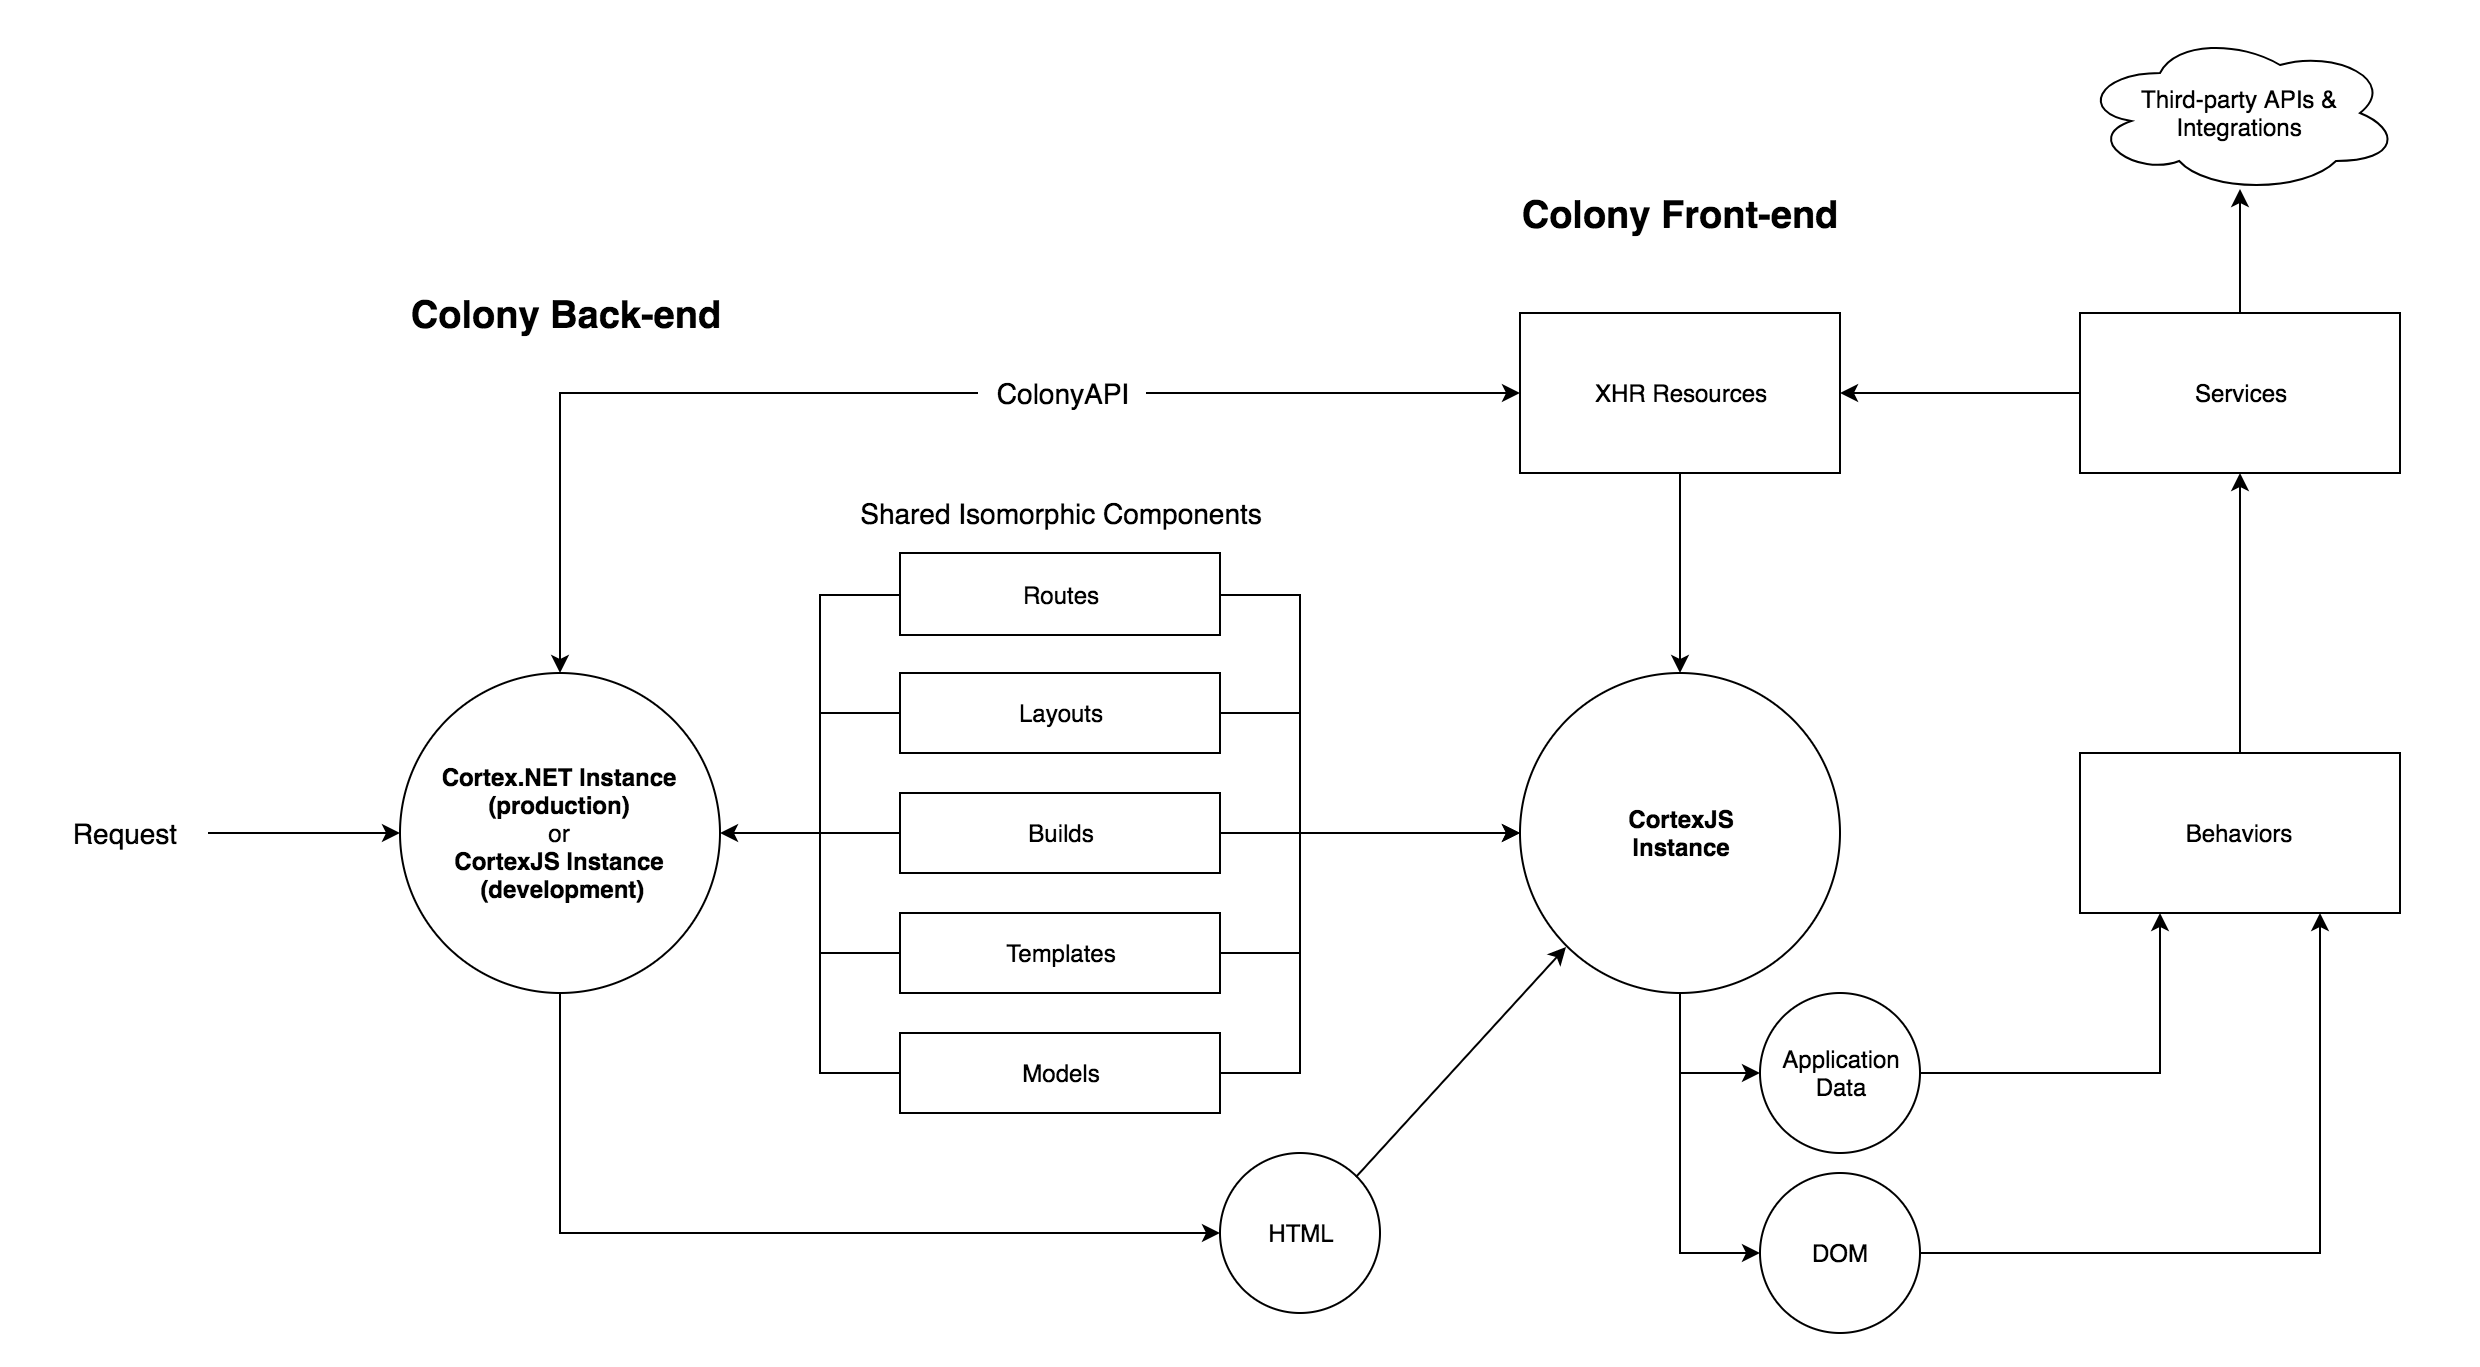 Third-party APIs &
Integrations
Colony Front-end
Colony Back-end
ColonyAPI
XHR Resources
Services
Shared Isomorphic Components
Routes
Layouts
Builds
Templates
Models
Request
Cortex.NET Instance
(production)
or
CortexJS Instance
(development)
CortexJS
Instance
Behaviors
Application
Data
HTML
DOM